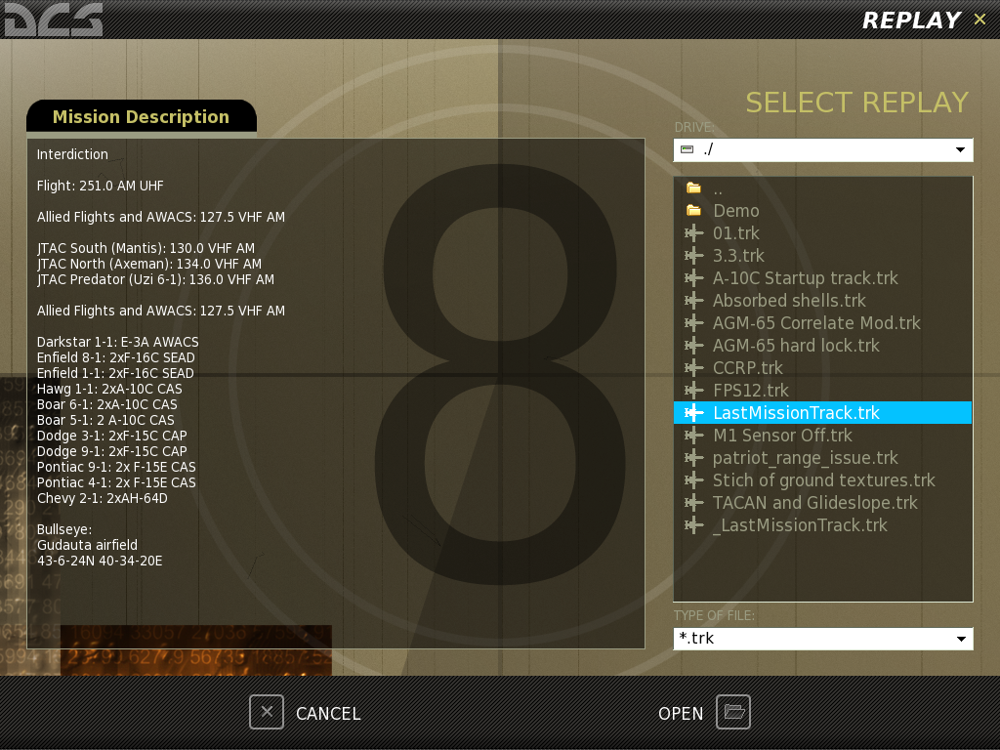 DCS
REPLAY
SELECT REPLAY
Mission Description
Interdiction
Flight: 251.0 AM UHF
Allied Flights and AWACS: 127.5 VHF AM
JTAC South (Mantis): 130.0 VHF AM
JTAC North (Axeman): 134.0 VHF AM
JTAC Predator (Uzi 6-1): 136.0 VHF AM
Allied Flights and AWACS: 127.5 VHF AM
Darkstar 1-1: E-3A AWACS
Enfield 8-1: 2xF-16C SEAD
Enfield 1-1: 2xF-16C SEAD
Hawg 1-1: 2xA-10C CAS
Boar 6-1: 2xA-10C CAS
Boar 5-1: 2 A-10C CAS
Dodge 3-1: 2xF-15C CAP
Dodge 9-1: 2xF-15C CAP
Pontiac 9-1: 2x F-15E CAS
Pontiac 4-1: 2x F-15E CAS
Chevy 2-1: 2xAH-64D
Bullseye:
Gudauta airfield
43-6-24N 40-34-20E
8
DRIVE:
./
..
Demo
01.trk
3.3.trk
A-10C Startup track.trk
Absorbed shells.trk
AGM-65 Correlate Mod.trk
AGM-65 hard lock.trk
CCRP.trk
FPS12.trk
LastMissionTrack.trk
M1 Sensor Off.trk
patriot_range_issue.trk
Stich of ground textures.trk
TACAN and Glideslope.trk
_LastMissionTrack.trk
TYPE OF FILE:
*.trk
CANCEL
OPEN